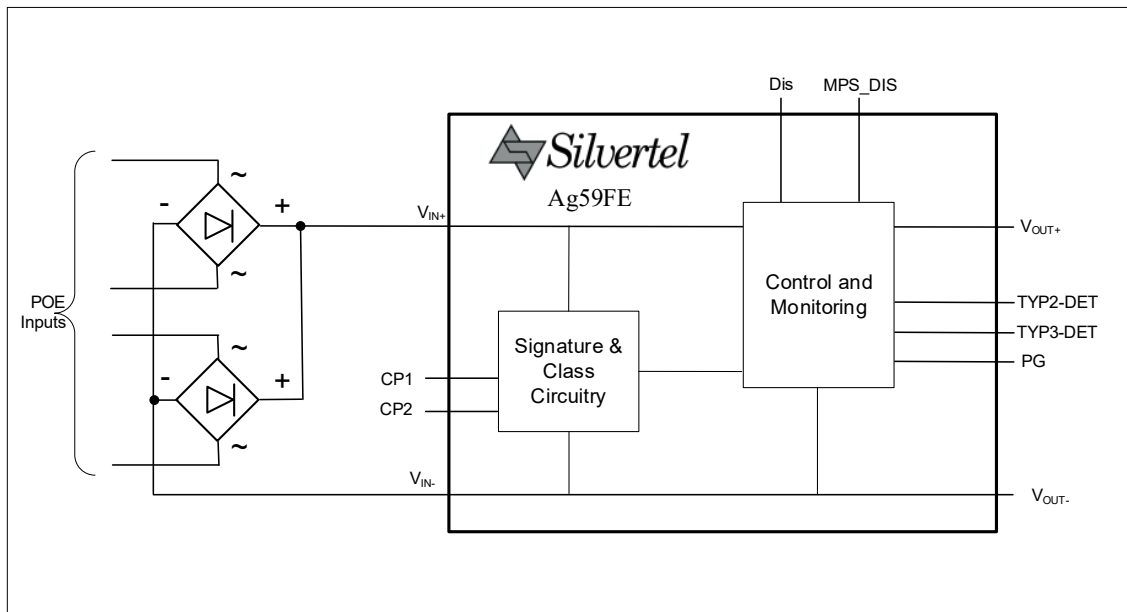 Dis
MPS_DIS
Silvertel
Ag59FE
~
-
+
~
VIN+
VOUT+
Control and
Monitoring
POE
Inputs
TYP2-DET
TYP3-DET
PG
Signature &
Class
Circuitry
~
-
+
~
CP1
CP2
VIN-
VOUT-